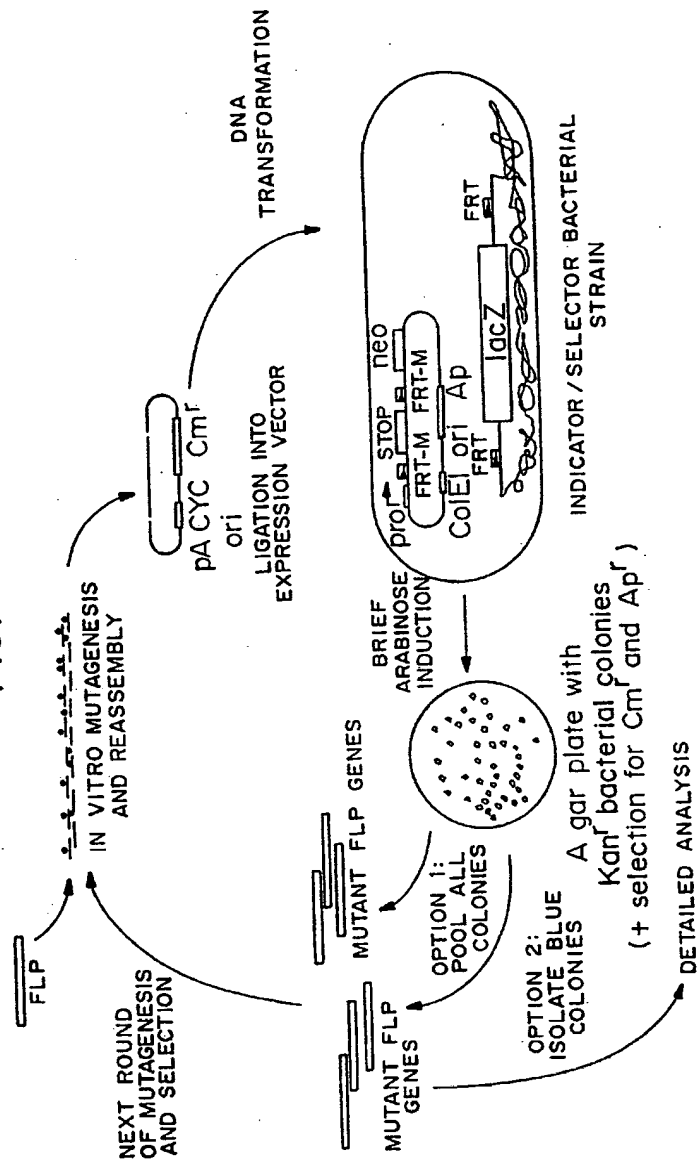 FLP
IN VITRO MUTAGENESIS
AND REASSEMBLY
pA CYC Cmʳ
ori
LIGATION INTO
EXPRESSION VECTOR
DNA
TRANSFORMATION
pror STOP neo
FRT-M FRT-M
ColEI ori Ap
FRT
lacZ
FRT
INDICATOR/SELECTOR BACTERIAL
STRAIN
BRIEF
ARABINOSE
INDUCTION
A gar plate with
Kanʳ bacterial colonies
(+ selection for Cmʳ and Apʳ)
OPTION 1:
POOL ALL
COLONIES
MUTANT FLP GENES
OPTION 2:
ISOLATE BLUE
COLONIES
MUTANT FLP
GENES
DETAILED ANALYSIS
NEXT ROUND
OF MUTAGENESIS
AND SELECTION